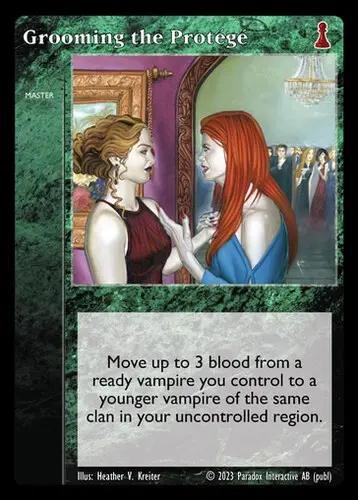 Grooming the Protege
MASTER
Move up to 3 blood from a
ready vampire you control to a
younger vampire of the same
clan in your uncontrolled region.
Illus: Heather V. Kreiter © 2023 Paradox Interactive AB (publ)